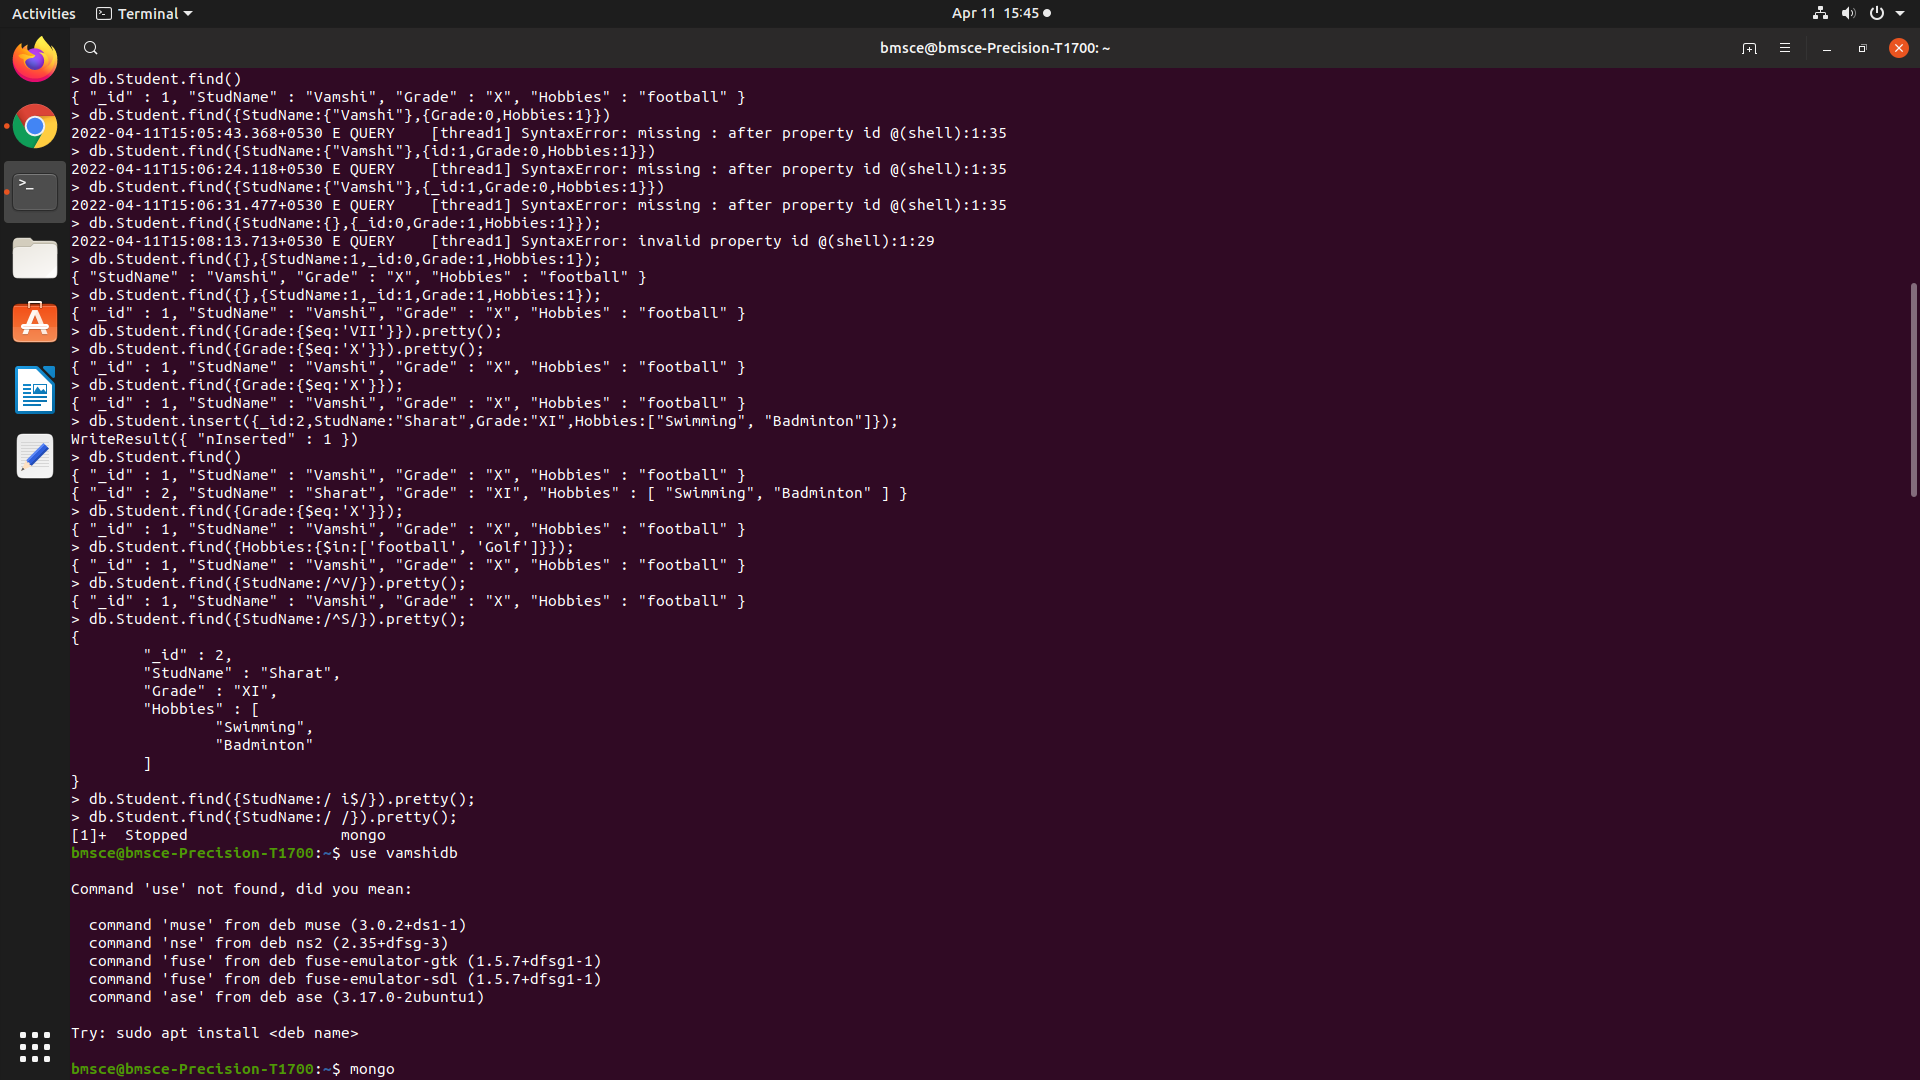 Activities
Terminal
Apr 11 15:45
bmsce@bmsce-Precision-T1700: ~
> db.Student.find()
{ "_id" : 1, "StudName" : "Vamshi", "Grade" : "X", "Hobbies" : "football" }
> db.Student.find({StudName:{"Vamshi"},{Grade:0,Hobbies:1}})
2022-04-11T15:05:43.368+0530 E QUERY    [thread1] SyntaxError: missing : after property id @(shell):1:35
> db.Student.find({StudName:{"Vamshi"},{id:1,Grade:0,Hobbies:1}})
2022-04-11T15:06:24.118+0530 E QUERY    [thread1] SyntaxError: missing : after property id @(shell):1:35
> db.Student.find({StudName:{"Vamshi"},{_id:1,Grade:0,Hobbies:1}})
2022-04-11T15:06:31.477+0530 E QUERY    [thread1] SyntaxError: missing : after property id @(shell):1:35
> db.Student.find({StudName:{},{_id:0,Grade:1,Hobbies:1}});
2022-04-11T15:08:13.713+0530 E QUERY    [thread1] SyntaxError: invalid property id @(shell):1:29
> db.Student.find({},{StudName:1,_id:0,Grade:1,Hobbies:1});
{ "StudName" : "Vamshi", "Grade" : "X", "Hobbies" : "football" }
> db.Student.find({},{StudName:1,_id:1,Grade:1,Hobbies:1});
{ "_id" : 1, "StudName" : "Vamshi", "Grade" : "X", "Hobbies" : "football" }
> db.Student.find({Grade:{$eq:'VII'}}).pretty();
> db.Student.find({Grade:{$eq:'X'}}).pretty();
{ "_id" : 1, "StudName" : "Vamshi", "Grade" : "X", "Hobbies" : "football" }
> db.Student.find({Grade:{$eq:'X'}});
{ "_id" : 1, "StudName" : "Vamshi", "Grade" : "X", "Hobbies" : "football" }
> db.Student.insert({_id:2,StudName:"Sharat",Grade:"XI",Hobbies:["Swimming", "Badminton"]});
WriteResult({ "nInserted" : 1 })
> db.Student.find()
{ "_id" : 1, "StudName" : "Vamshi", "Grade" : "X", "Hobbies" : "football" }
{ "_id" : 2, "StudName" : "Sharat", "Grade" : "XI", "Hobbies" : [ "Swimming", "Badminton" ] }
> db.Student.find({Grade:{$eq:'X'}});
{ "_id" : 1, "StudName" : "Vamshi", "Grade" : "X", "Hobbies" : "football" }
> db.Student.find({Hobbies:{$in:['football', 'Golf']}});
{ "_id" : 1, "StudName" : "Vamshi", "Grade" : "X", "Hobbies" : "football" }
> db.Student.find({StudName:/^V/}).pretty();
{ "_id" : 1, "StudName" : "Vamshi", "Grade" : "X", "Hobbies" : "football" }
> db.Student.find({StudName:/^S/}).pretty();
{
        "_id" : 2,
        "StudName" : "Sharat",
        "Grade" : "XI",
        "Hobbies" : [
                "Swimming",
                "Badminton"
        ]
}
> db.Student.find({StudName:/ i$/}).pretty();
> db.Student.find({StudName:/ /}).pretty();
[1]+  Stopped                 mongo
bmsce@bmsce-Precision-T1700:~$ use vamshidb
Command 'use' not found, did you mean:
  command 'muse' from deb muse (3.0.2+ds1-1)
  command 'nse' from deb ns2 (2.35+dfsg-3)
  command 'fuse' from deb fuse-emulator-gtk (1.5.7+dfsg1-1)
  command 'fuse' from deb fuse-emulator-sdl (1.5.7+dfsg1-1)
  command 'ase' from deb ase (3.17.0-2ubuntu1)
Try: sudo apt install <deb name>
bmsce@bmsce-Precision-T1700:~$ mongo